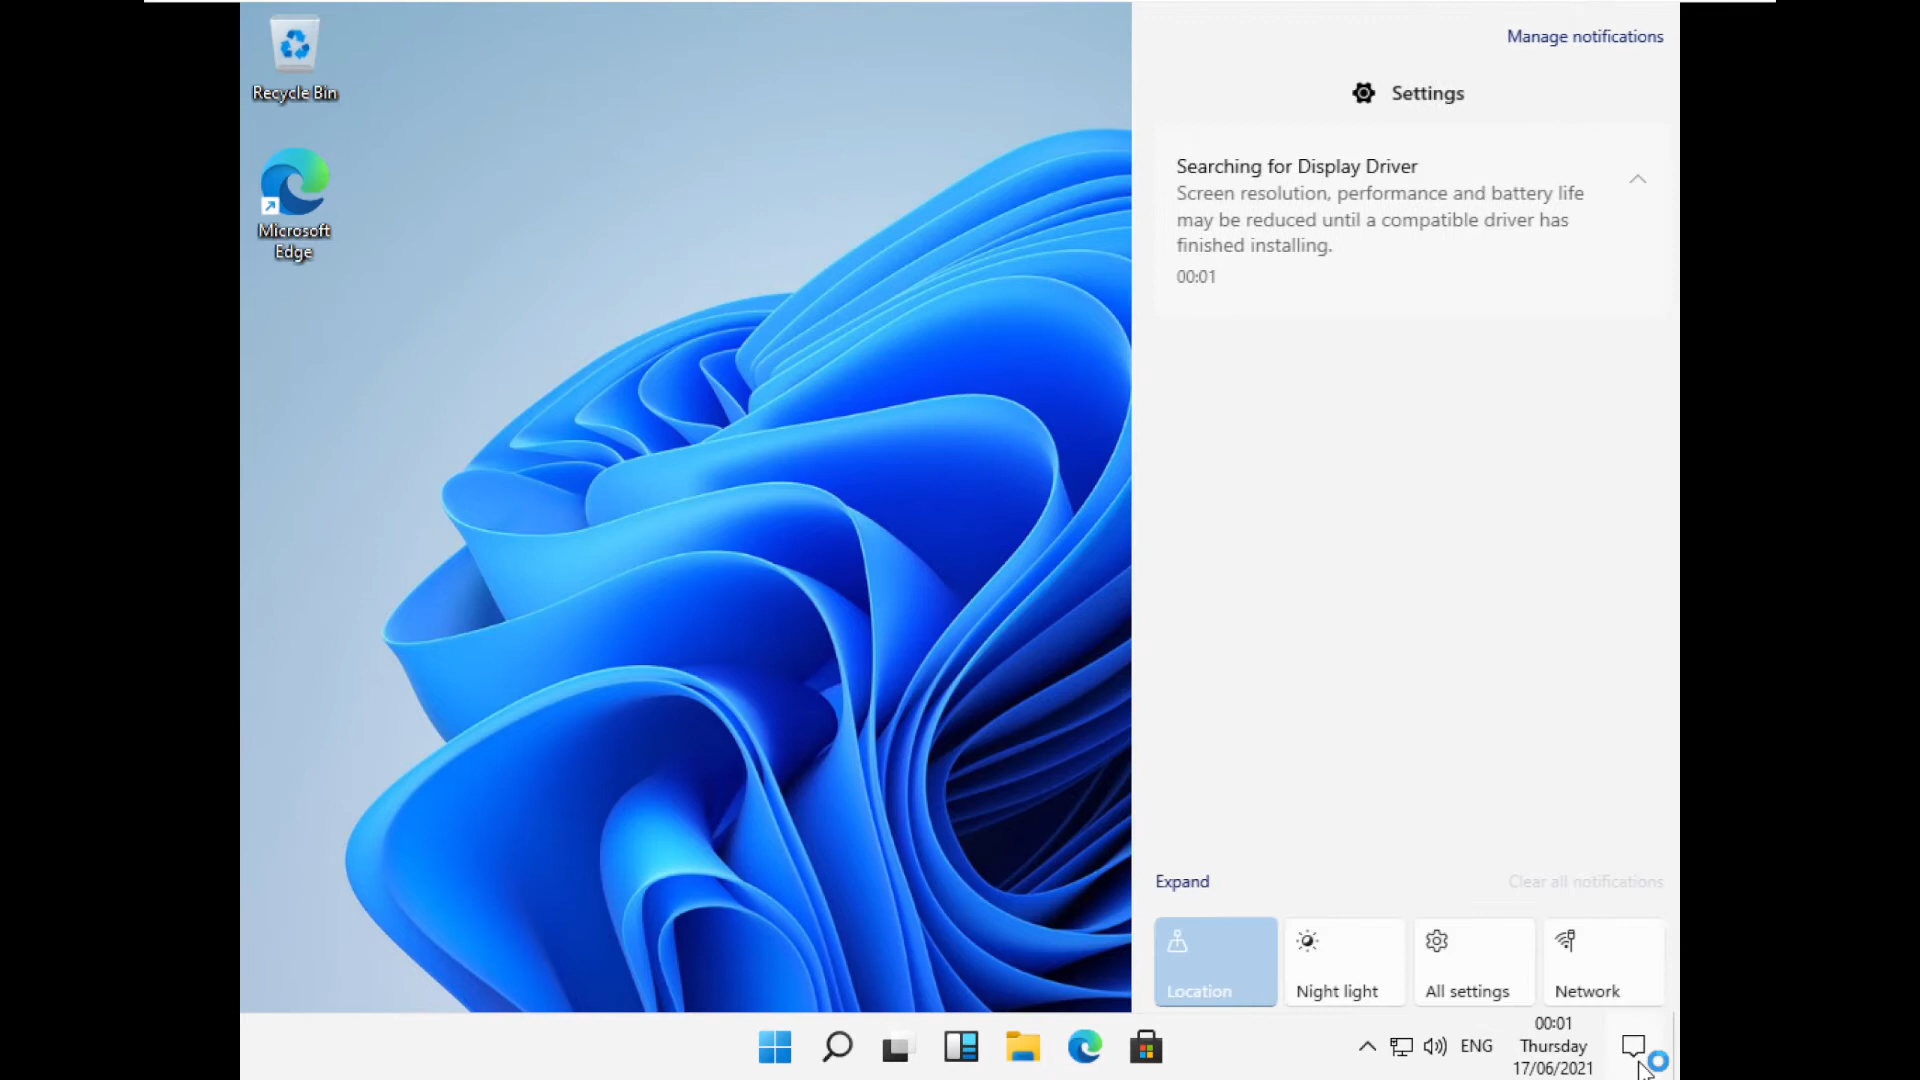 Recycle Bin
Microsoft
Edge
Manage notifications
Settings
Searching for Display Driver
Screen resolution, performance and battery life
may be reduced until a compatible driver has
finished installing.
00:01
Expand
Clear all notifications
Location
Night light
All settings
Network
ENG
00:01
Thursday
17/06/2021